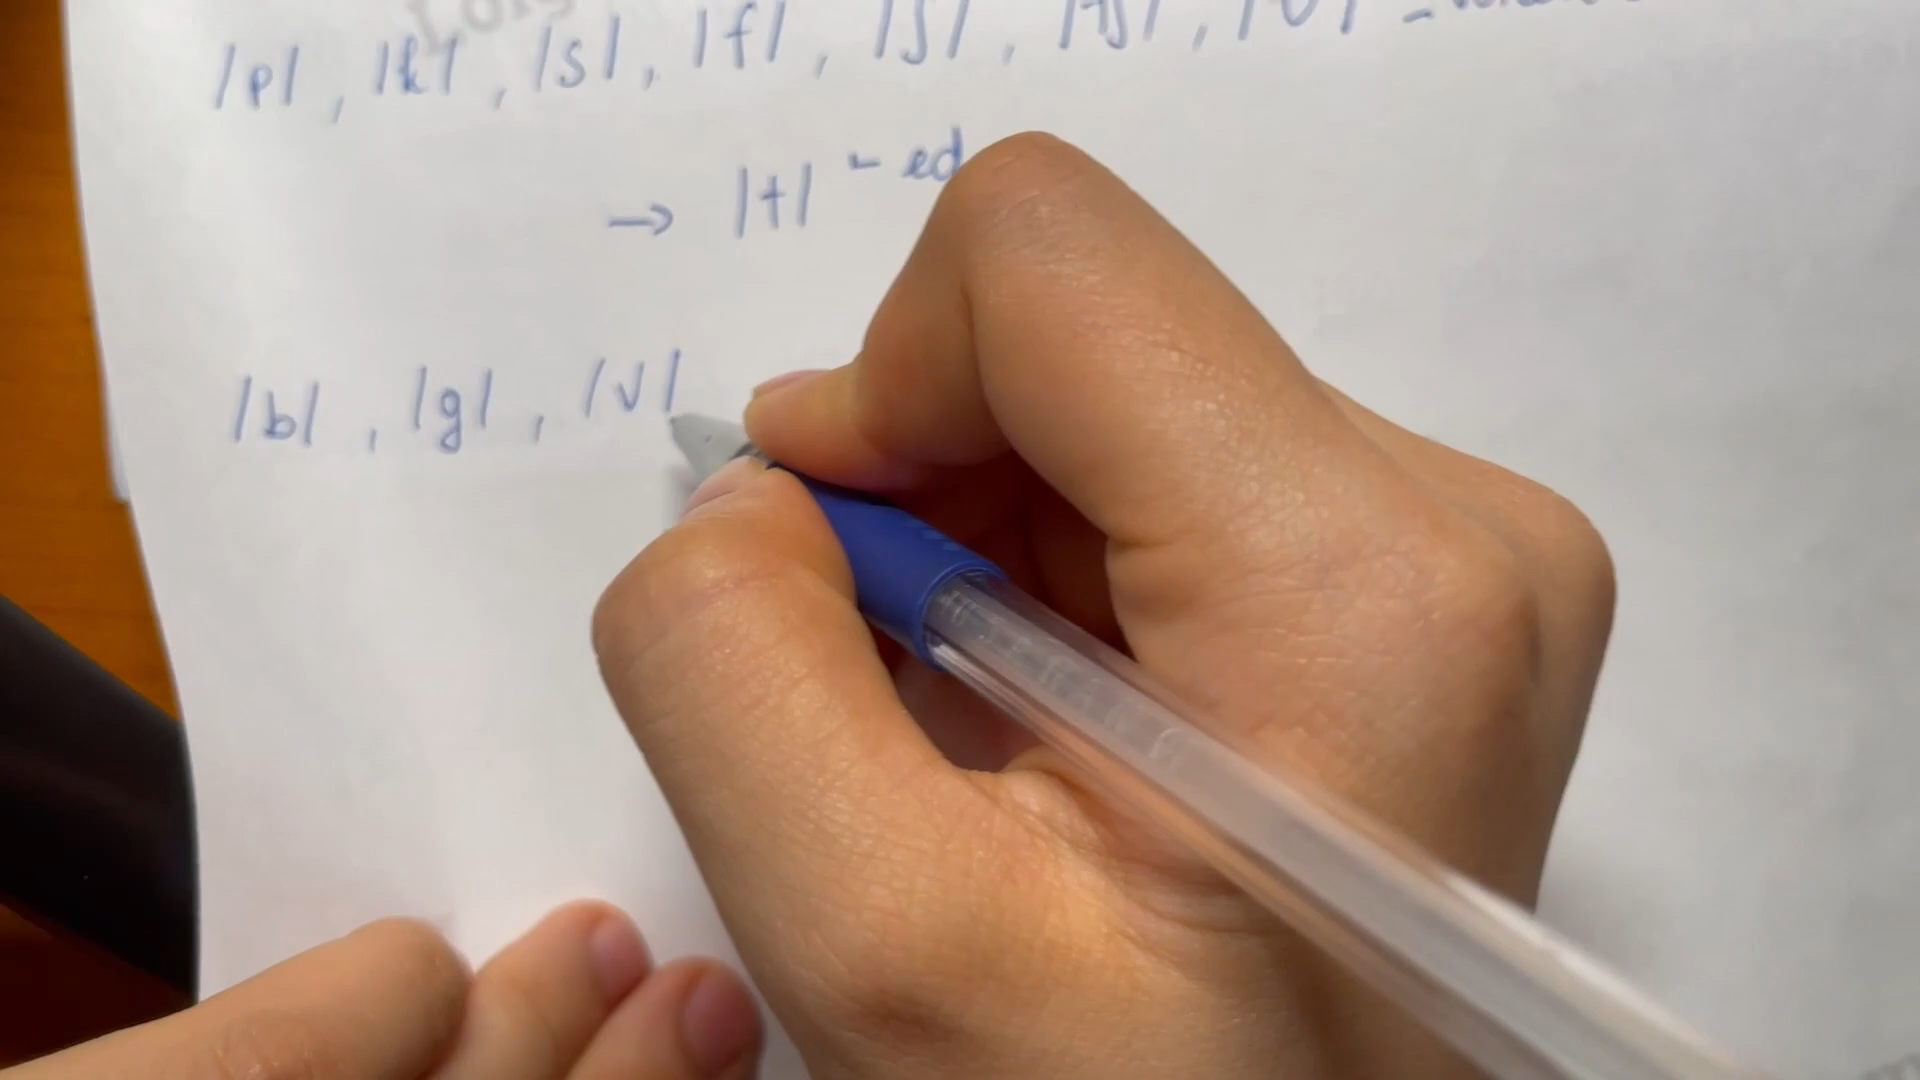 /p/, /k/, /s/, /f/, /ʃ/, /tʃ/, /θ/
→ /t/ - ed
/b/, /g/, /v/